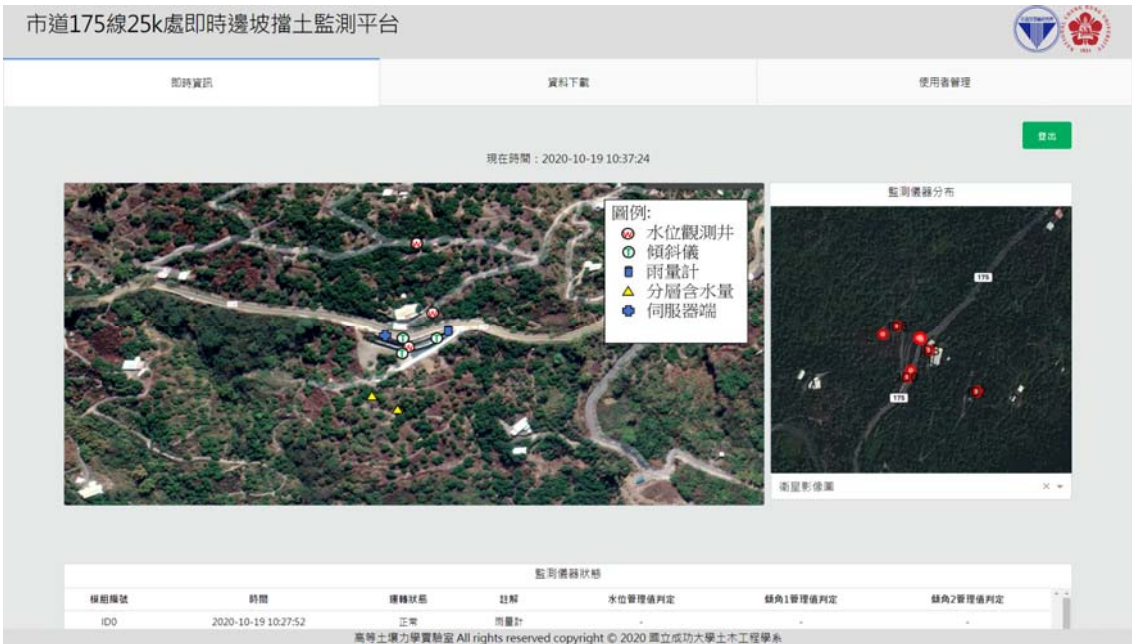 市道175線25k處即時邊坡擋土監測平台
即時資訊
資料下載
使用者管理
登出
現在時間：2020-10-19 10:37:24
圖例:
水位觀測井
傾斜儀
雨量計
分層含水量
伺服器端
監測儀器分布
175
175
衛星影像圖
監測儀器狀態
模組編號 時間 運轉狀態 註解 水位管理值判定 傾角1管理值判定 傾角2管理值判定
ID0 2020-10-19 10:27:52 正常 雨量計 - - -
高等土壤力學實驗室 All rights reserved copyright © 2020 國立成功大學土木工程學系